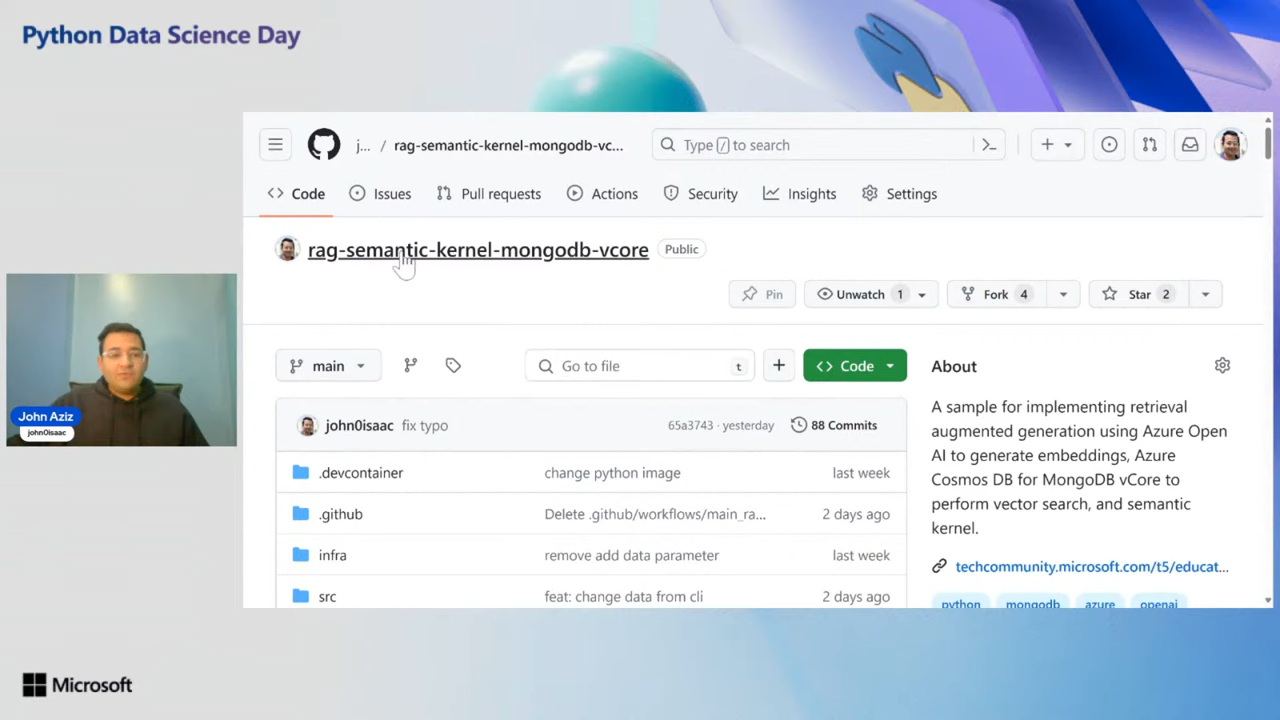 Python Data Science Day
j... / rag-semantic-kernel-mongodb-vc...
Type / to search
Code
Issues
Pull requests
Actions
Security
Insights
Settings
rag-semantic-kernel-mongodb-vcore
Public
Pin
Unwatch 1
Fork 4
Star 2
main
Go to file
t
Code
About
A sample for implementing retrieval
augmented generation using Azure Open
AI to generate embeddings, Azure
Cosmos DB for MongoDB vCore to
perform vector search, and semantic
kernel.
techcommunity.microsoft.com/t5/educat...
python mongodb azure openai
john0isaac fix typo 65a3743 · yesterday 88 Commits
.devcontainer change python image last week
.github Delete .github/workflows/main_ra... 2 days ago
infra remove add data parameter last week
src feat: change data from cli 2 days ago
John Aziz
john0isaac
Microsoft